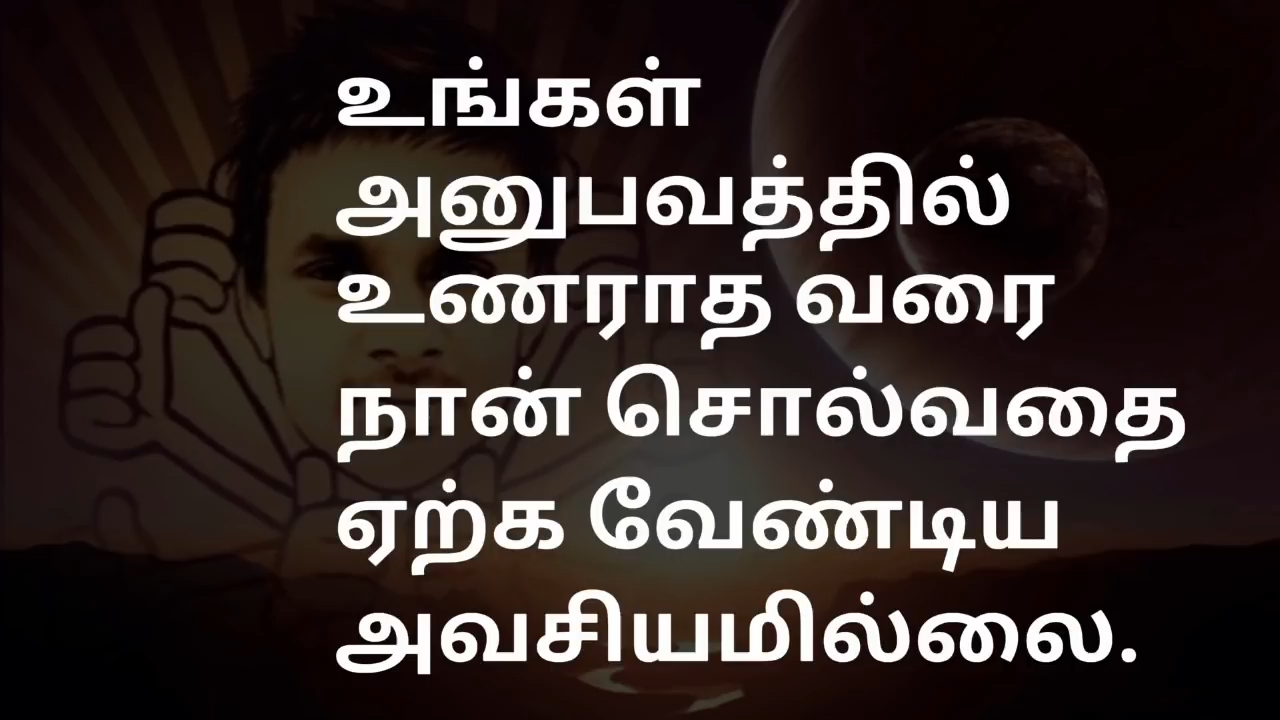 உங்கள்
அனுபவத்தில்
உணராத வரை
நான் சொல்வதை
ஏற்க வேண்டிய
அவசியமில்லை.